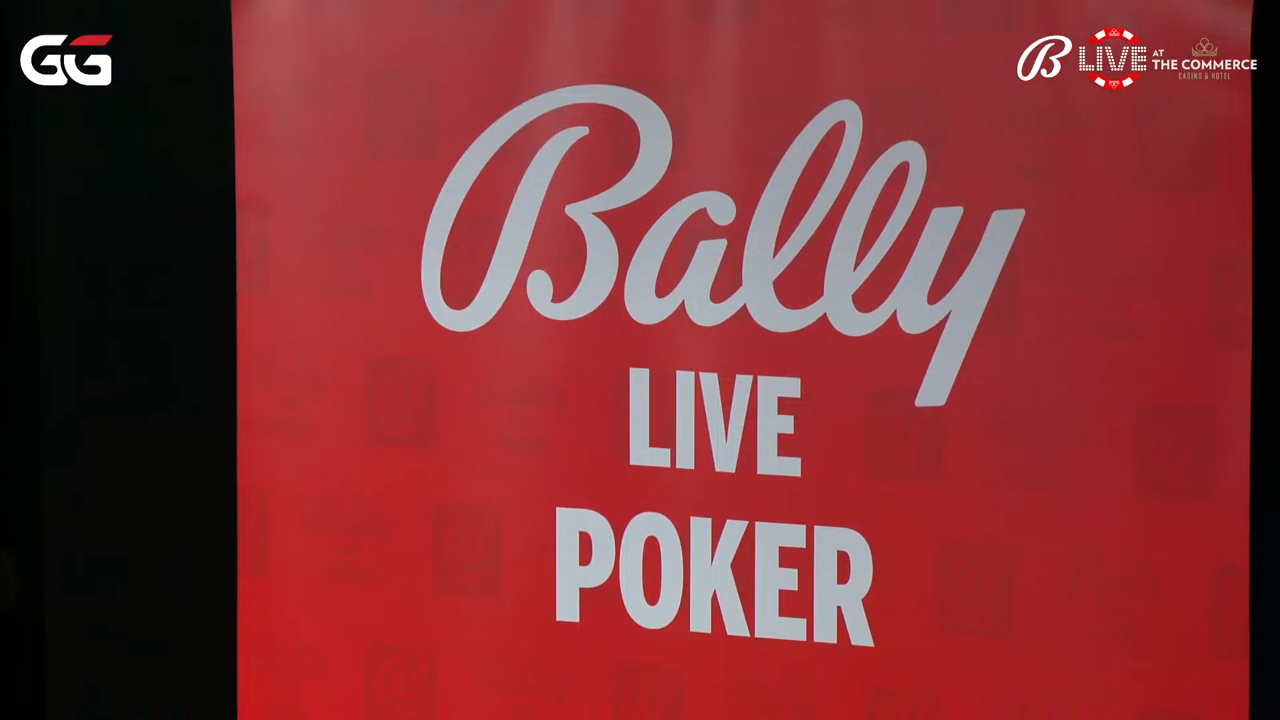 GG
B LIVE AT THE COMMERCE
CASINO & HOTEL
Bally
LIVE
POKER